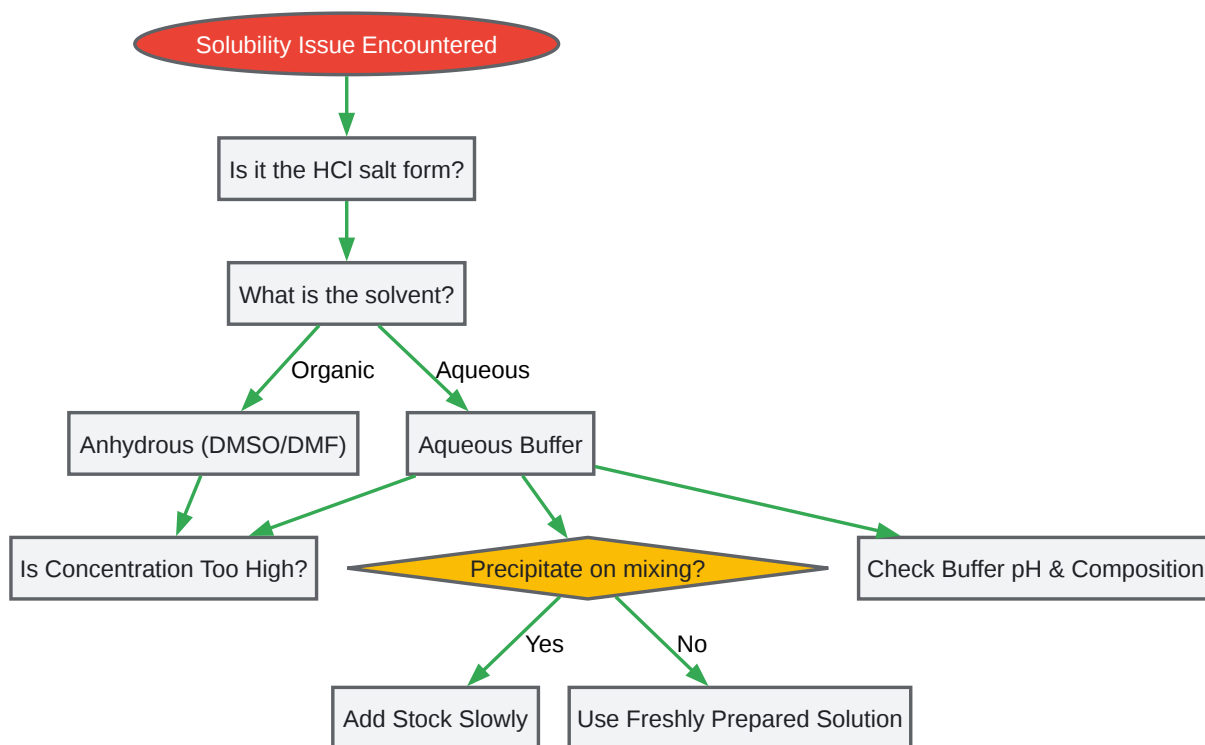 Solubility Issue Encountered
Is it the HCl salt form?
What is the solvent?
Organic
Aqueous
Anhydrous (DMSO/DMF)
Aqueous Buffer
Is Concentration Too High?
Precipitate on mixing?
Check Buffer pH & Composition
Yes
No
Add Stock Slowly
Use Freshly Prepared Solution